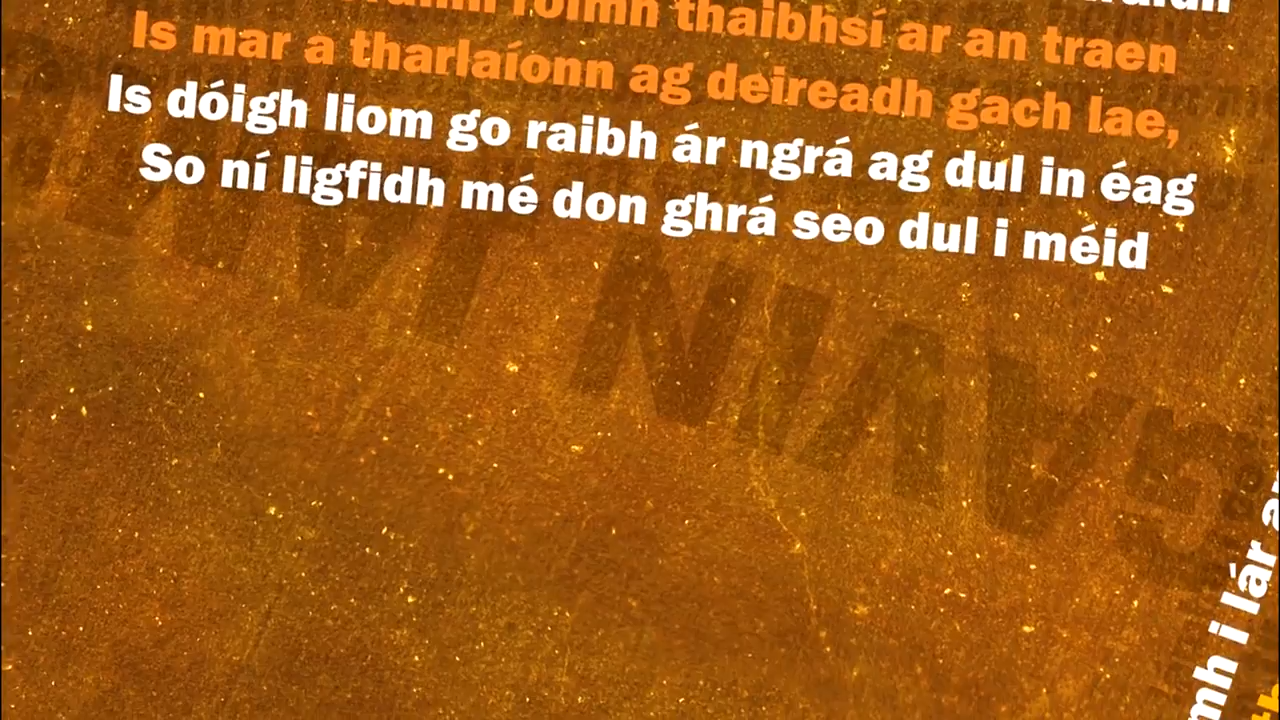 roimh thaibhsí ar an traen
Is mar a tharlaíonn ag deireadh gach lae,
Is dóigh liom go raibh ár ngrá ag dul in éag
So ní ligfidh mé don ghrá seo dul i méid
i lár